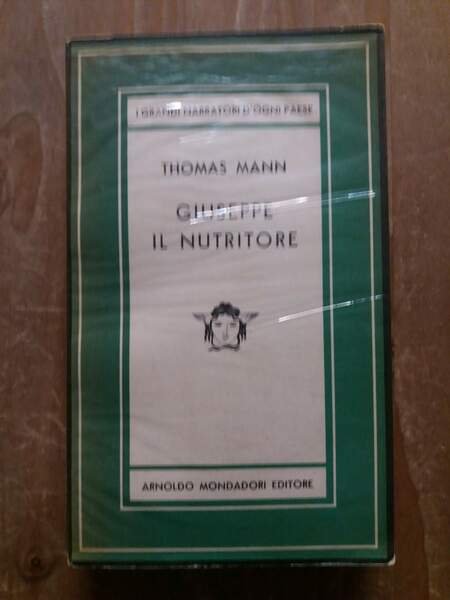 I GRANDI NARRATORI D'OGNI PAESE
THOMAS MANN
GIUSEPPE
IL NUTRITORE
ARNOLDO MONDADORI EDITORE